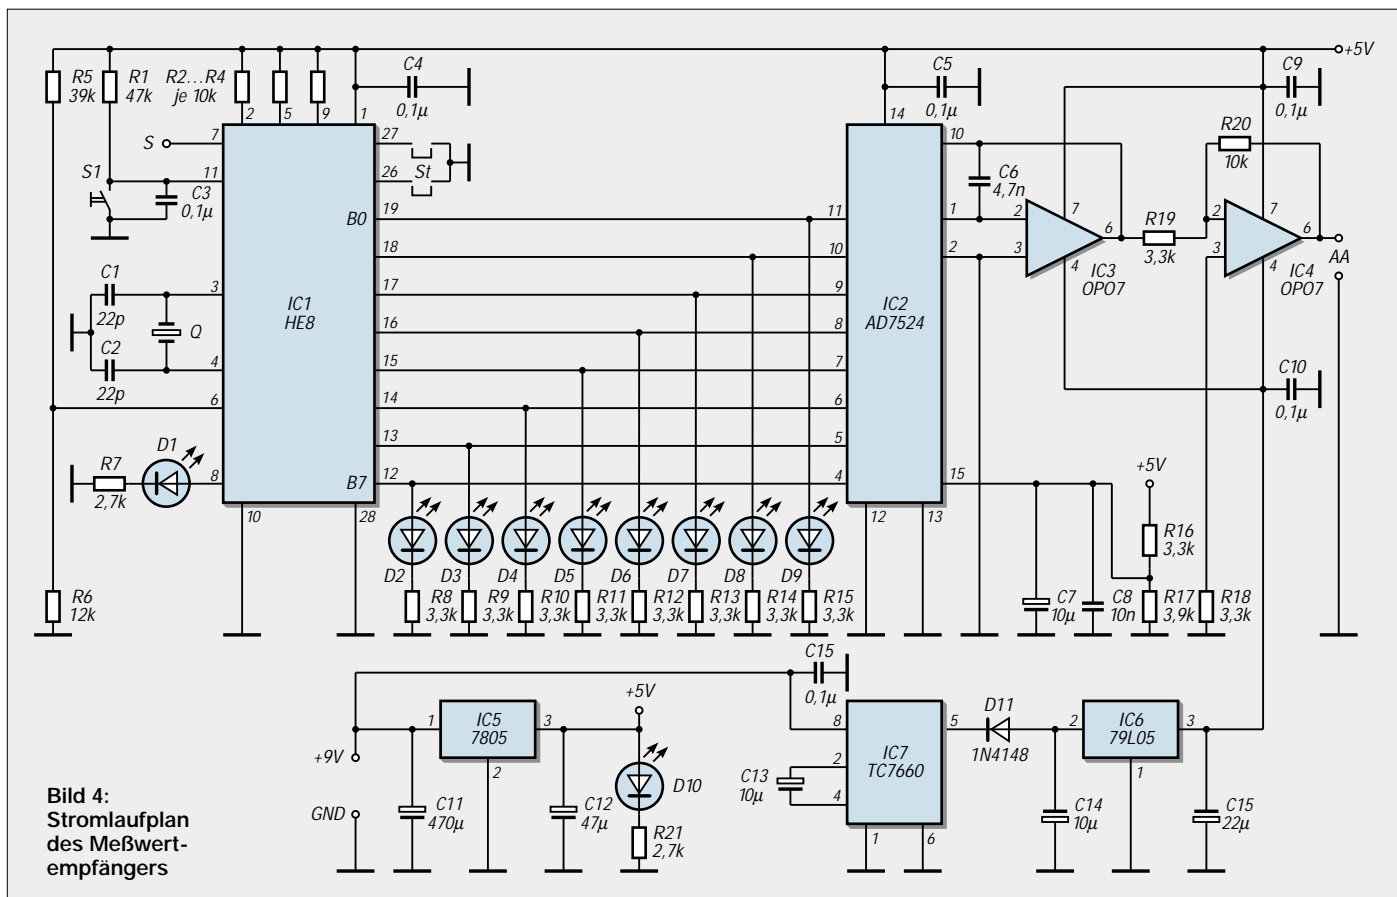 +5V
R5
39k
R1
47k
R2...R4
je 10k
2
5
9
1
C4
0,1µ
14
C5
0,1µ
C9
0,1µ
S
7
27
26
St
10
R20
10k
S1
11
C3
0,1µ
C6
4,7n
B0
19
11
1
2
7
6
R19
3,3k
2
7
6
18
10
2
3
4
IC3
OPO7
3
4
IC4
OPO7
AA
C1
22p
3
17
9
IC1
HE8
IC2
AD7524
Q
16
8
C2
22p
4
15
7
C10
0,1µ
6
14
6
13
5
D1
R7
2,7k
8
B7
12
4
15
+5V
10
28
12
13
R16
3,3k
D2
D3
D4
D5
D6
D7
D8
D9
R6
12k
R8
3,3k
R9
3,3k
R10
3,3k
R11
3,3k
R12
3,3k
R13
3,3k
R14
3,3k
R15
3,3k
C7
10µ
C8
10n
R17
3,9k
R18
3,3k
C15
0,1µ
+5V
1
IC5
7805
3
2
8
IC7
TC7660
5
D11
1N4148
2
IC6
79L05
3
1
+9V
2
4
C13
10µ
D10
GND
C11
470µ
C12
47µ
R21
2,7k
1
6
C14
10µ
C15
22µ
Bild 4:
Stromlaufplan
des Meßwert-
empfängers